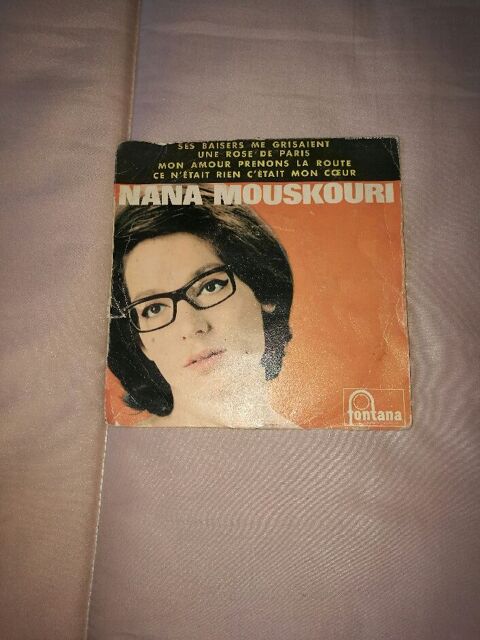 SES BAISERS ME GRISAIENT
UNE ROSE DE PARIS
MON AMOUR PRENONS LA ROUTE
CE N'ÉTAIT RIEN C'ÉTAIT MON CŒUR
NANA MOUSKOURI
fontana